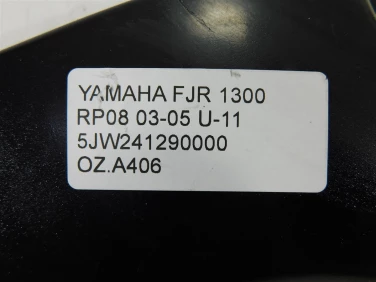 YAMAHA FJR 1300
RP08 03-05 U-11
5JW241290000
OZ.A406